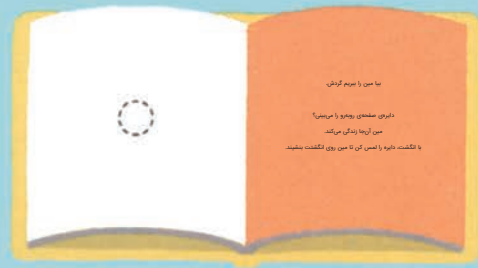 بیا مین را ببریم گردش.
دایره‌ی صفحه‌ی روبه‌رو را می‌بینی؟
مین آن‌جا زندگی می‌کند.
با انگشت، دایره را لمس کن تا مین روی انگشتت بنشیند.